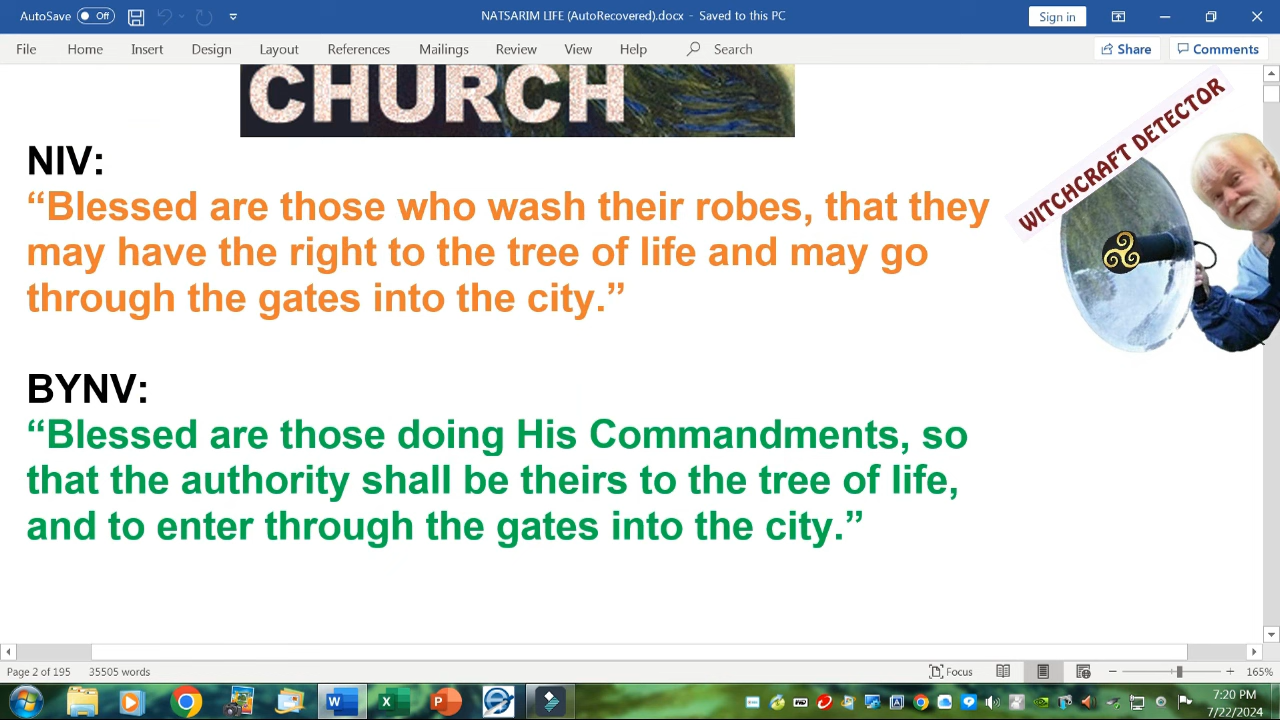 AutoSave Off NATSARIM LIFE (AutoRecovered).docx - Saved to this PC Sign in
File Home Insert Design Layout References Mailings Review View Help Search Share Comments
CHURCH
WITCHCRAFT DETECTOR
NIV:
“Blessed are those who wash their robes, that they
may have the right to the tree of life and may go
through the gates into the city.”
BYNV:
“Blessed are those doing His Commandments, so
that the authority shall be theirs to the tree of life,
and to enter through the gates into the city.”
Page 2 of 195 35505 words Focus 165%
7:20 PM
7/22/2024